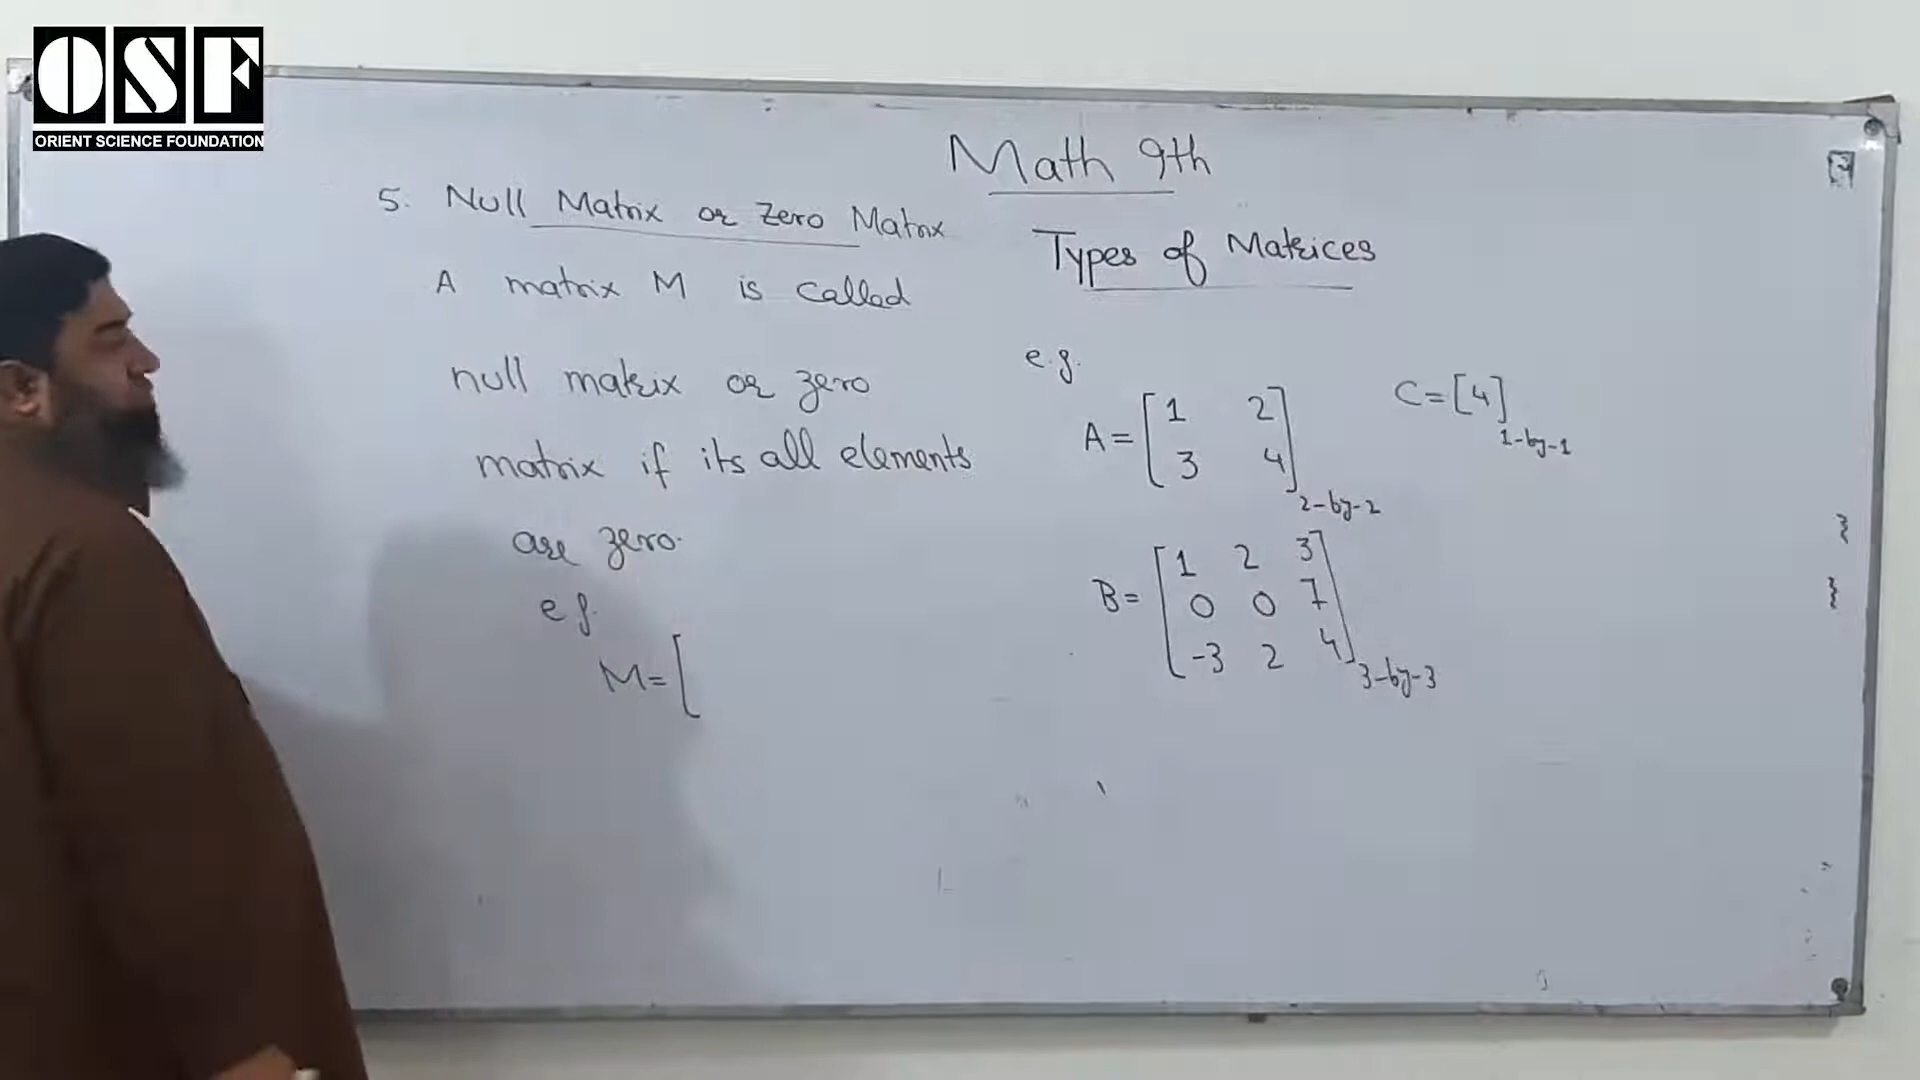 OSF
ORIENT SCIENCE FOUNDATION
Math 9th
5. Null Matrix or Zero Matrix
A matrix M is called
null matrix or zero
matrix if its all elements
are zero.
e.g.
M= [
Types of Matrices
e.g.
A = [ 1 2
3 4 ] 2-by-2
C = [4] 1-by-1
B = [ 1 2 3
0 0 7
-3 2 4 ] 3-by-3